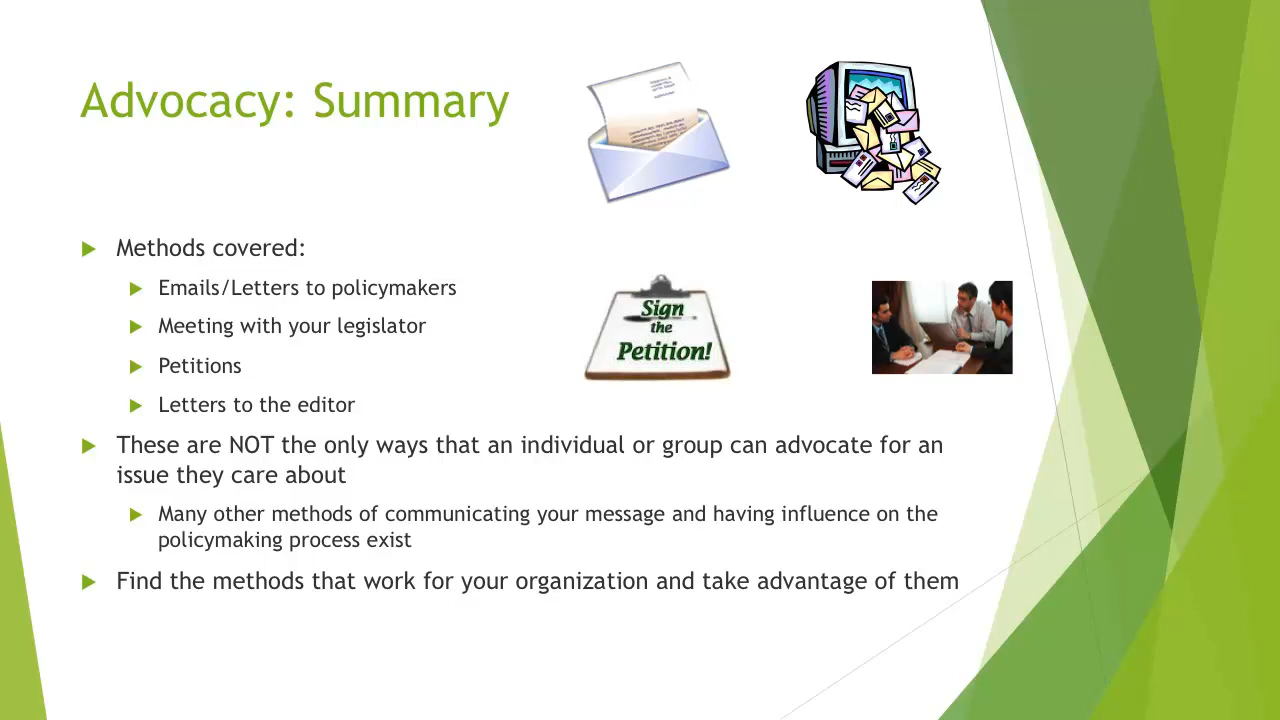 Advocacy: Summary
Methods covered:
Emails/Letters to policymakers
Meeting with your legislator
Petitions
Letters to the editor
Sign
the
Petition!
These are NOT the only ways that an individual or group can advocate for an
issue they care about
Many other methods of communicating your message and having influence on the
policymaking process exist
Find the methods that work for your organization and take advantage of them